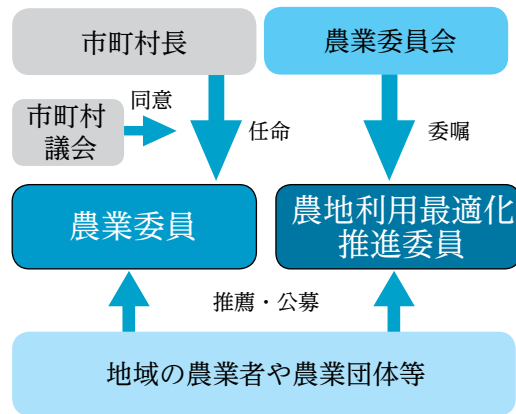 市町村長
農業委員会
同意
市町村
議会
任命
委嘱
農業委員
農地利用最適化
推進委員
推薦・公募
地域の農業者や農業団体等